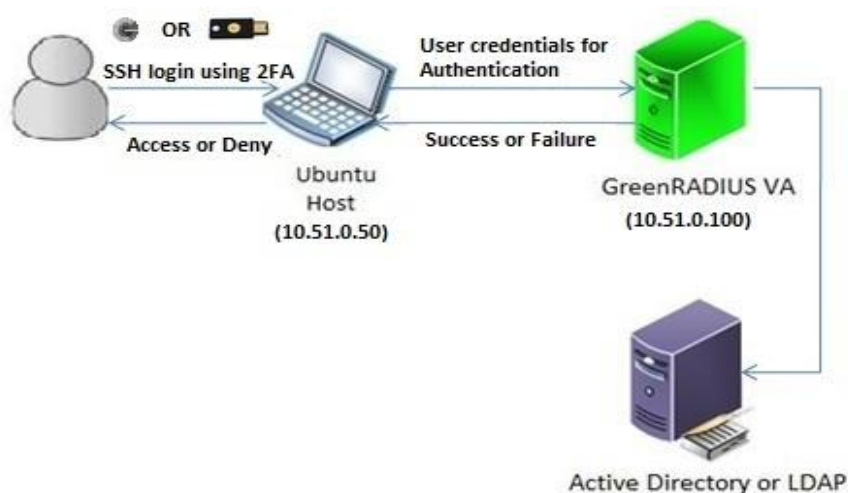 OR
SSH login using 2FA
Access or Deny
User credentials for
Authentication
Success or Failure
Ubuntu
Host
(10.51.0.50)
GreenRADIUS VA
(10.51.0.100)
Active Directory or LDAP